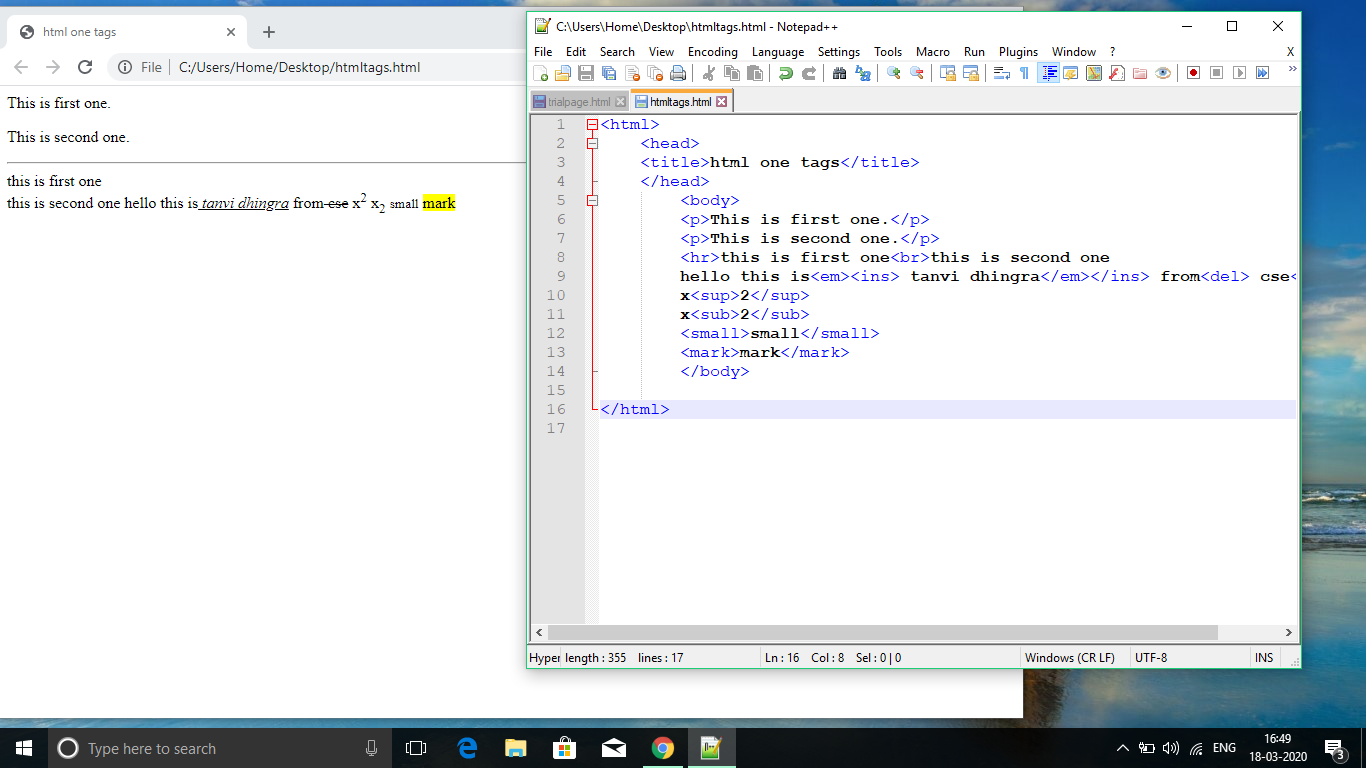 html one tags
File C:/Users/Home/Desktop/htmltags.html
This is first one.
This is second one.
this is first one
this is second one hello this is tanvi dhingra from cse x2 x2 small mark
C:\Users\Home\Desktop\htmltags.html - Notepad++
File Edit Search View Encoding Language Settings Tools Macro Run Plugins Window ? X
trialpage.html htmltags.html
1 <html>
2 <head>
3 <title>html one tags</title>
4 </head>
5 <body>
6 <p>This is first one.</p>
7 <p>This is second one.</p>
8 <hr>this is first one<br>this is second one
9 hello this is<em><ins> tanvi dhingra</em></ins> from<del> cse<
10 x<sup>2</sup>
11 x<sub>2</sub>
12 <small>small</small>
13 <mark>mark</mark>
14 </body>
15
16 </html>
17
Hyper length : 355 lines : 17 Ln : 16 Col : 8 Sel : 0 | 0 Windows (CR LF) UTF-8 INS
Type here to search
ENG
16:49
18-03-2020
3